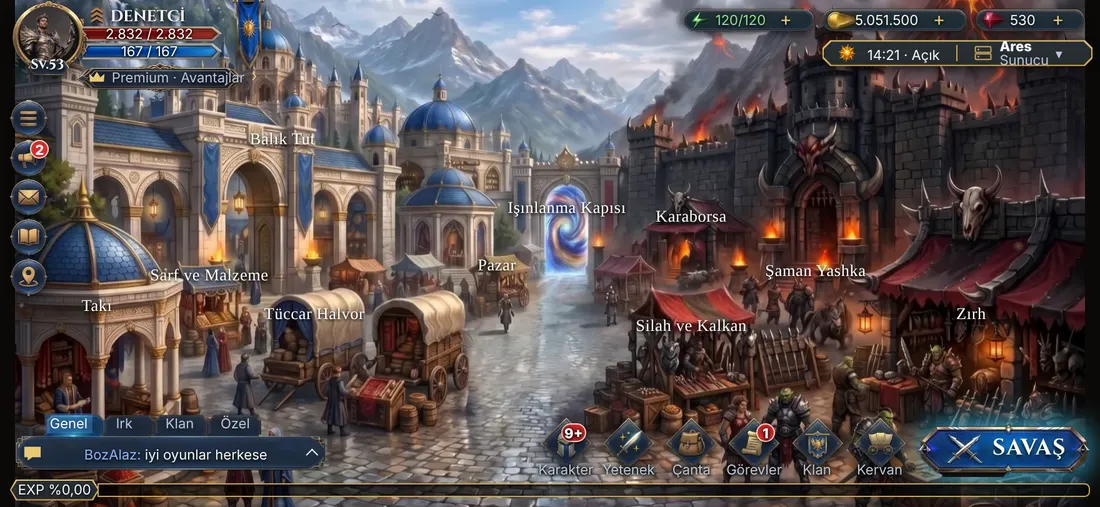 DENETCİ
2.832 / 2.832
167 / 167
Sv.53
Premium · Avantajlar
120/120 +
5.051.500 +
530 +
14:21 · Açık
Ares
Sunucu
2
Balık Tut
Işınlanma Kapısı
Karaborsa
Pazar
Şaman Yashka
Sarf ve Malzeme
Takı
Tüccar Halvor
Silah ve Kalkan
Zırh
Genel
Irk
Klan
Özel
BozAlaz: iyi oyunlar herkese
9+
1
Karakter
Yetenek
Çanta
Görevler
Klan
Kervan
SAVAŞ
EXP %0,00